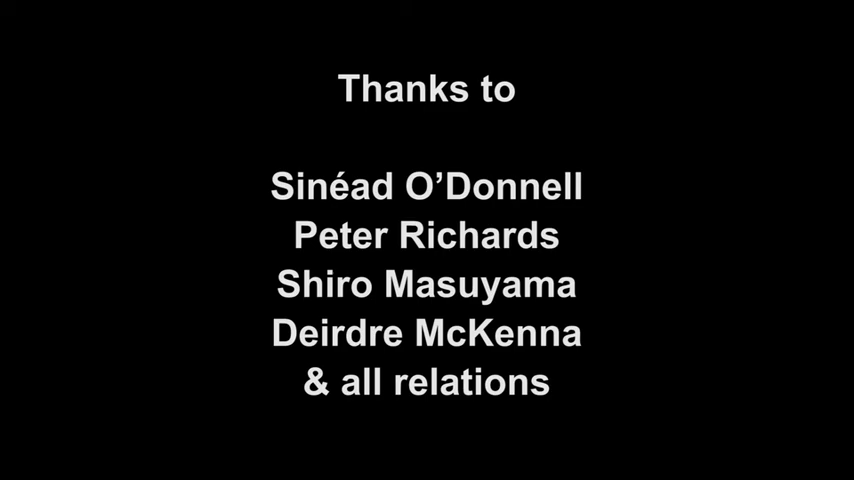 Thanks to
Sinéad O’Donnell
Peter Richards
Shiro Masuyama
Deirdre McKenna
& all relations